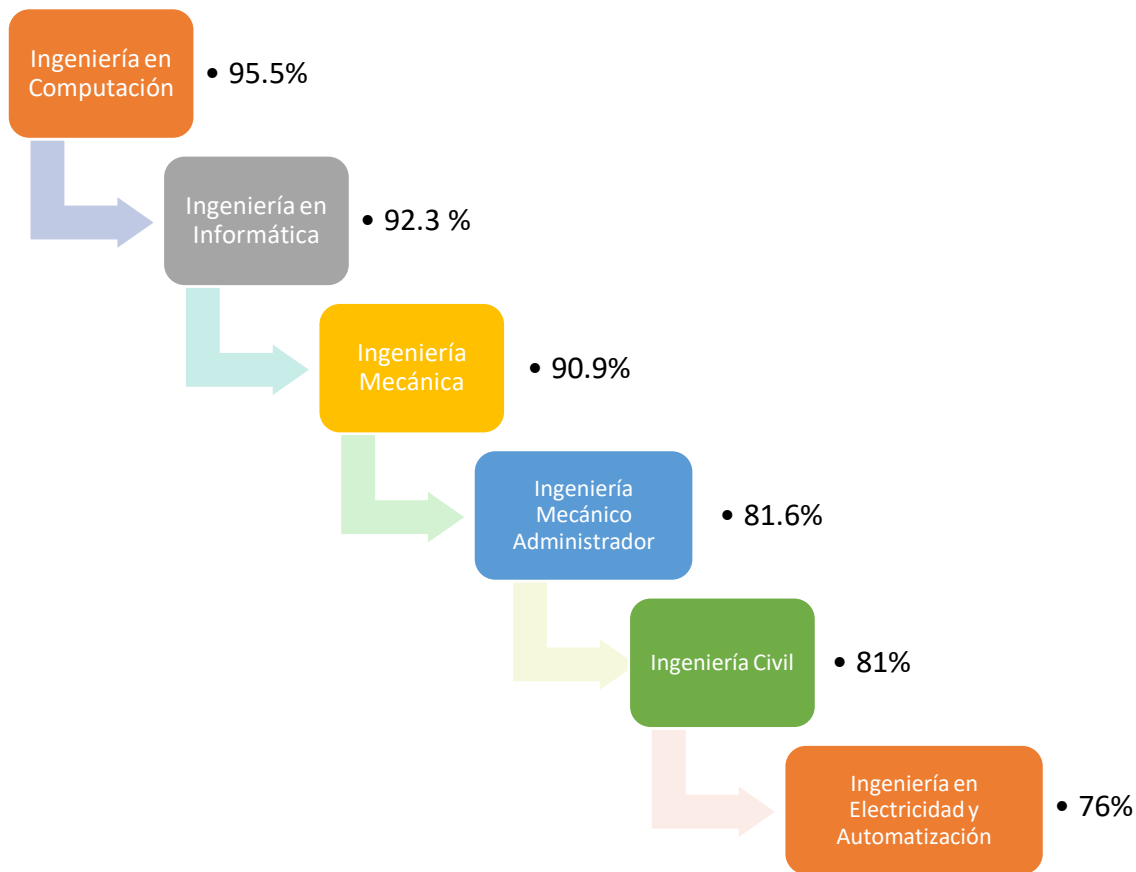 Ingeniería en
Computación
• 95.5%
Ingeniería en
Informática
• 92.3 %
Ingeniería
Mecánica
• 90.9%
Ingeniería
Mecánico
Administrador
• 81.6%
Ingeniería Civil
• 81%
Ingeniería en
Electricidad y
Automatización
• 76%